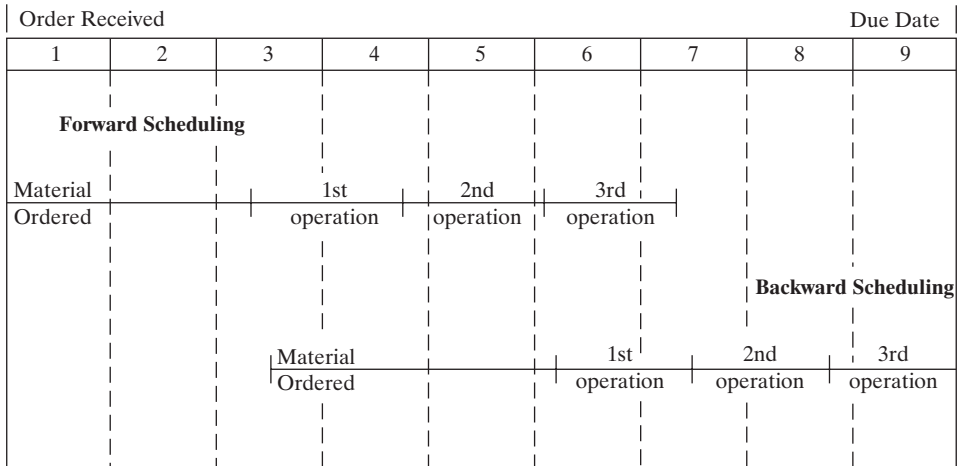 Order Received Due Date
1 2 3 4 5 6 7 8 9
Forward Scheduling
Material 1st 2nd 3rd
Ordered operation operation operation
Backward Scheduling
Material 1st 2nd 3rd
Ordered operation operation operation